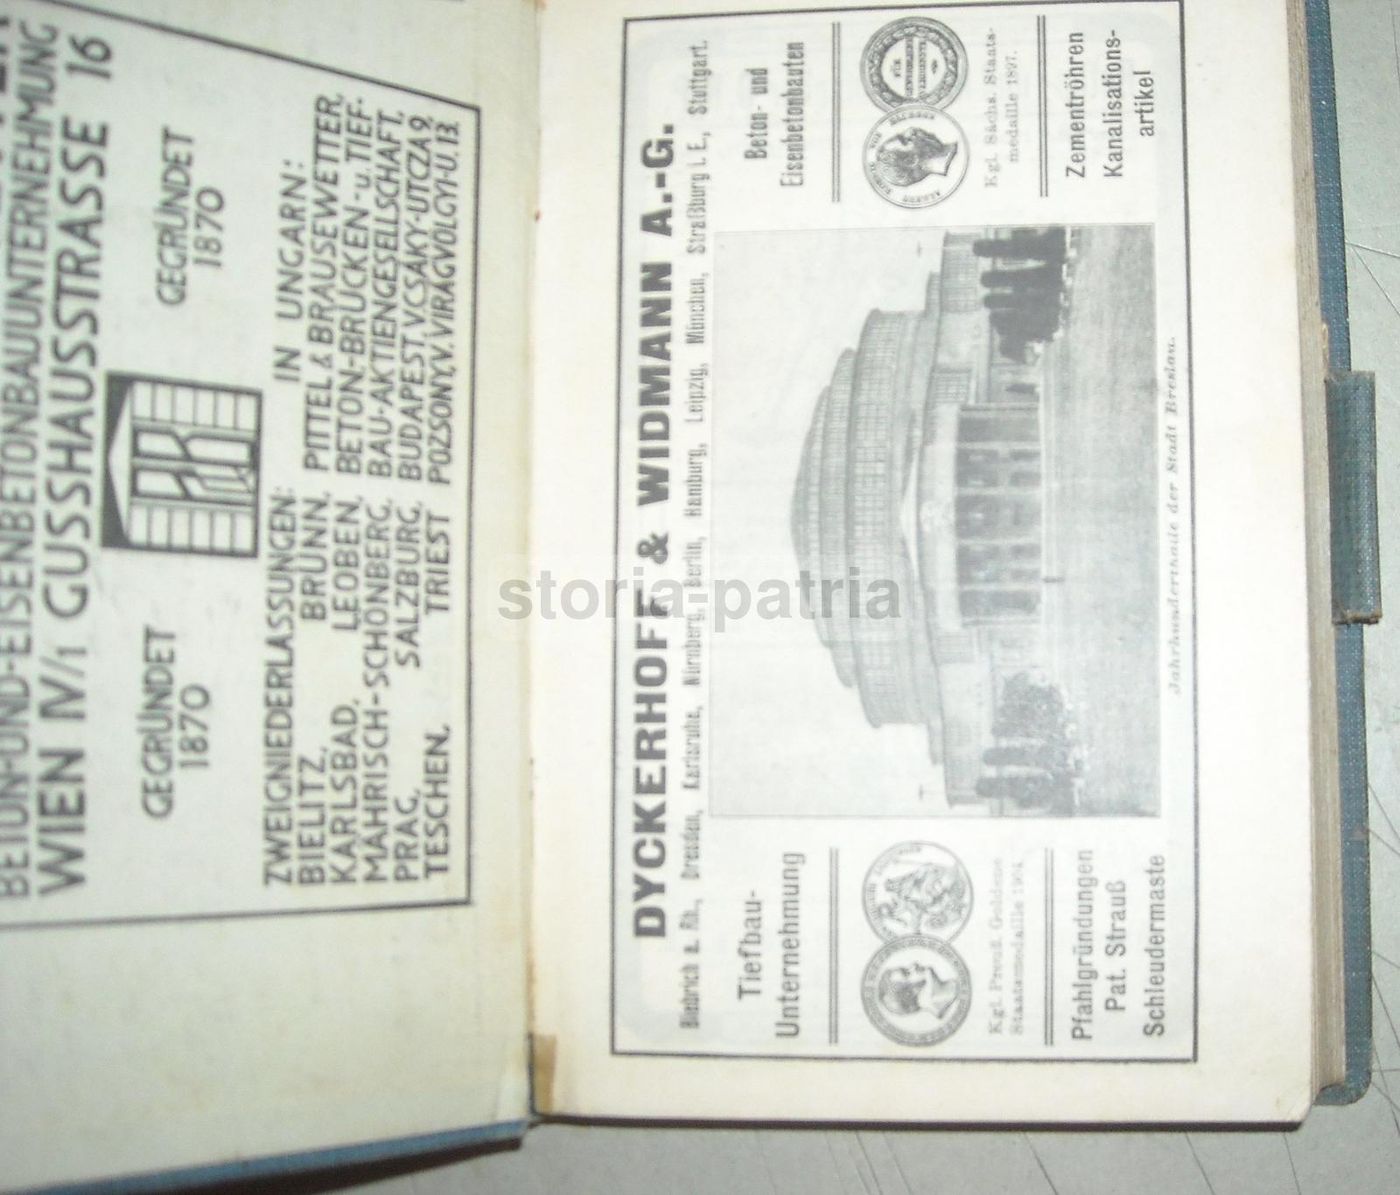 BETON-UND-EISENBETONBAUUNTERNEHMUNG
WIEN IV/1 GUSSHAUSSTRASSE 16
GEGRÜNDET
1870
GEGRÜNDET
1870
ZWEIGNIEDERLASSUNGEN:
BIELITZ. BRÜNN.
KARLSBAD. LEOBEN.
MÄHRISCH-SCHÖNBERG.
PRAG. SALZBURG.
TESCHEN. TRIEST
IN UNGARN:
PITTEL & BRAUSEWETTER,
BETON-BRÜCKEN-u. TIEF-
BAU-AKTIENGESELLSCHAFT.
BUDAPEST, V. CSÁKY-UTCZA 9.
POZSONY, V. VIRÁGVÖLGYI-U. 13.
DYCKERHOFF & WIDMANN A.-G.
Biebrich a. Rh., Dresden, Karlsruhe, Nürnberg, Berlin, Hamburg, Leipzig, München, Straßburg i. E., Stuttgart.
Tiefbau-
Unternehmung
Kgl. Preuß. Goldene
Staatsmedaille 1904.
Pfahlgründungen
Pat. Strauß
Schleudermaste
Jahrhunderthalle der Stadt Breslau.
Beton- und
Eisenbetonbauten
Kgl. Sächs. Staats-
medaille 1897.
Zementröhren
Kanalisations-
artikel
storia-patria